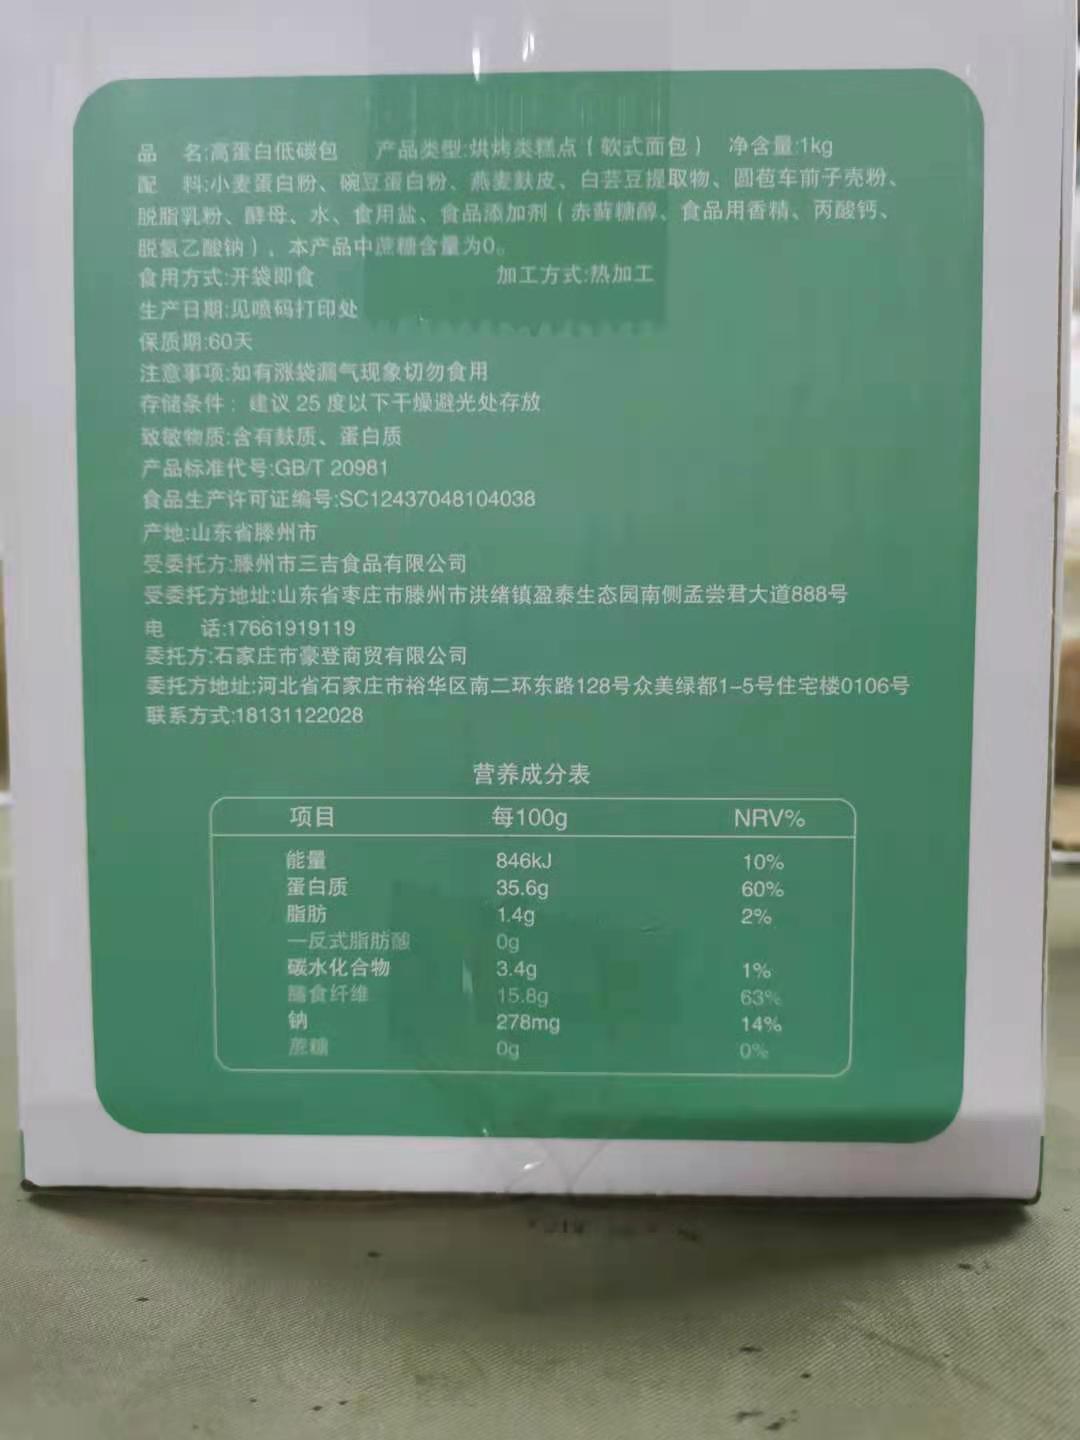 品 名:高蛋白低碳包 产品类型:烘烤类糕点(软式面包) 净含量:1kg
配 料:小麦蛋白粉、碗豆蛋白粉、燕麦麸皮、白芸豆提取物、圆苞车前子壳粉、
脱脂乳粉、酵母、水、食用盐、食品添加剂(赤藓糖醇、食品用香精、丙酸钙、
脱氢乙酸钠),本产品中蔗糖含量为0。
食用方式:开袋即食 加工方式:热加工
生产日期:见喷码打印处
保质期:60天
注意事项:如有涨袋漏气现象切勿食用
存储条件：建议 25 度以下干燥避光处存放
致敏物质:含有麸质、蛋白质
产品标准代号:GB/T 20981
食品生产许可证编号:SC12437048104038
产地:山东省滕州市
受委托方:滕州市三吉食品有限公司
受委托方地址:山东省枣庄市滕州市洪绪镇盈泰生态园南侧孟尝君大道888号
电 话:17661919119
委托方:石家庄市豪登商贸有限公司
委托方地址:河北省石家庄市裕华区南二环东路128号众美绿都1-5号住宅楼0106号
联系方式:18131122028
营养成分表
项目 每100g NRV%
能量 846kJ 10%
蛋白质 35.6g 60%
脂肪 1.4g 2%
—反式脂肪酸 0g
碳水化合物 3.4g 1%
膳食纤维 15.8g 63%
钠 278mg 14%
蔗糖 0g 0%